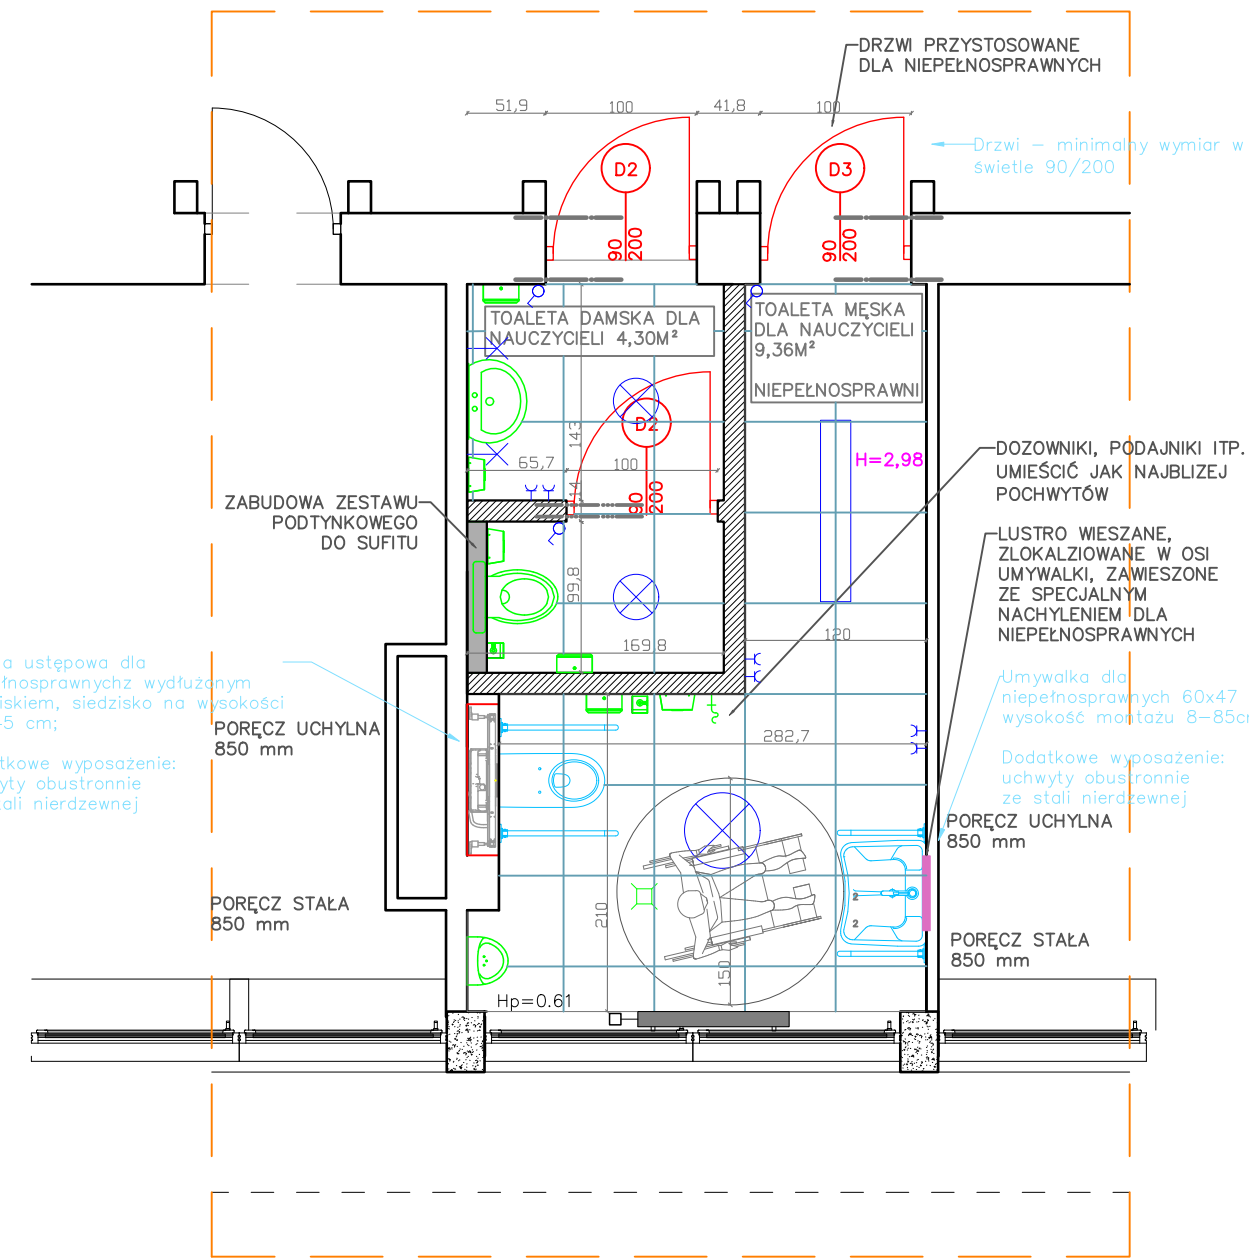 DRZWI PRZYSTOSOWANE
DLA NIEPEŁNOSPRAWNYCH
51,9
100
41,8
100
Drzwi – minimalny wymiar w
świetle 90/200
D2
D3
90
200
90
200
TOALETA DAMSKA DLA
NAUCZYCIELI 4,30M²
TOALETA MĘSKA
DLA NAUCZYCIELI
9,36M²
NIEPEŁNOSPRAWNI
D2
143
65,7
100
14
90
200
H=2,98
DOZOWNIKI, PODAJNIKI ITP.
UMIEŚCIĆ JAK NAJBLIZEJ
POCHWYTÓW
ZABUDOWA ZESTAWU
PODTYNKOWEGO
DO SUFITU
LUSTRO WIESZANE,
ZLOKALZIOWANE W OSI
UMYWALKI, ZAWIESZONE
ZE SPECJALNYM
NACHYLENIEM DLA
NIEPEŁNOSPRAWNYCH
99,8
169,8
120
a ustępowa dla
łnosprawnychz wydłużonym
iskiem, siedzisko na wysokości
5 cm;
PORĘCZ UCHYLNA
850 mm
tkowe wyposażenie:
yty obustronnie
tali nierdzewnej
Umywalka dla
niepełnosprawnych 60x47
wysokość montażu 8–85cm
Dodatkowe wyposażenie:
uchwyty obustronnie
ze stali nierdzewnej
282,7
PORĘCZ UCHYLNA
850 mm
PORĘCZ STAŁA
850 mm
210
150
2
2
PORĘCZ STAŁA
850 mm
Hp=0.61